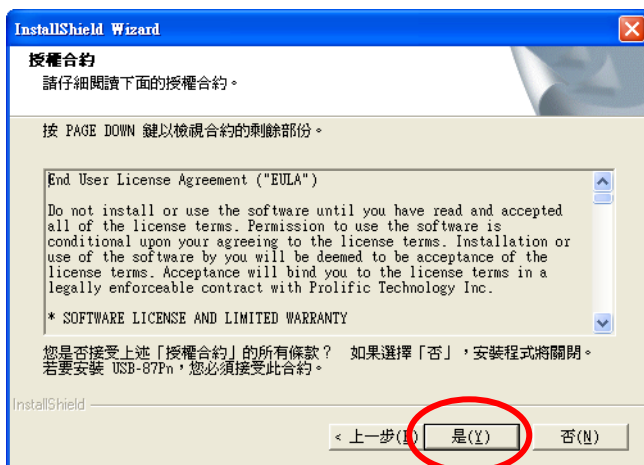 InstallShield Wizard
授權合約
請仔細閱讀下面的授權合約。
按 PAGE DOWN 鍵以檢視合約的剩餘部份。
End User License Agreement ("EULA")
Do not install or use the software until you have read and accepted
all of the license terms. Permission to use the software is
conditional upon your agreeing to the license terms. Installation or
use of the software by you will be deemed to be acceptance of the
license terms. Acceptance will bind you to the license terms in a
legally enforceable contract with Prolific Technology Inc.
* SOFTWARE LICENSE AND LIMITED WARRANTY
您是否接受上述「授權合約」的所有條款？ 如果選擇「否」，安裝程式將關閉。
若要安裝 USB-87Pn，您必須接受此合約。
InstallShield
< 上一步(B) 是(Y) 否(N)